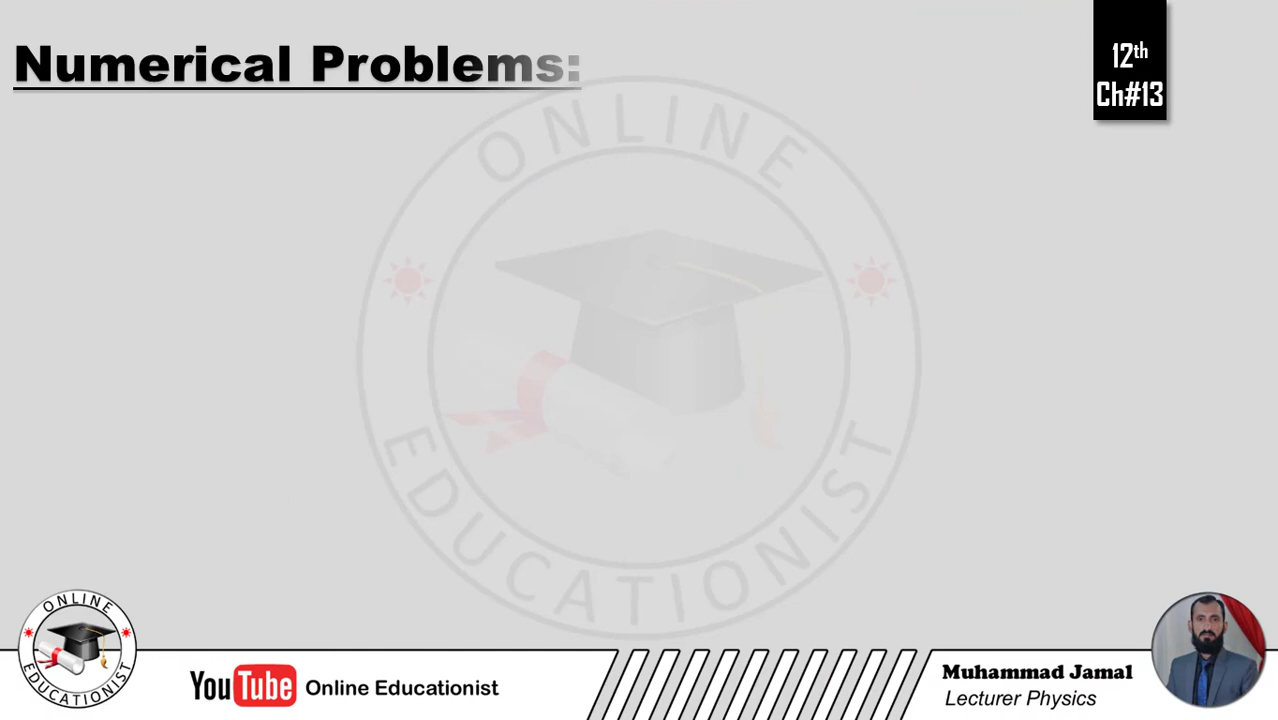 Numerical Problems:
12th
Ch#13
ONLINE
EDUCATIONIST
ONLINE
EDUCATIONIST
YouTube Online Educationist
Muhammad Jamal
Lecturer Physics